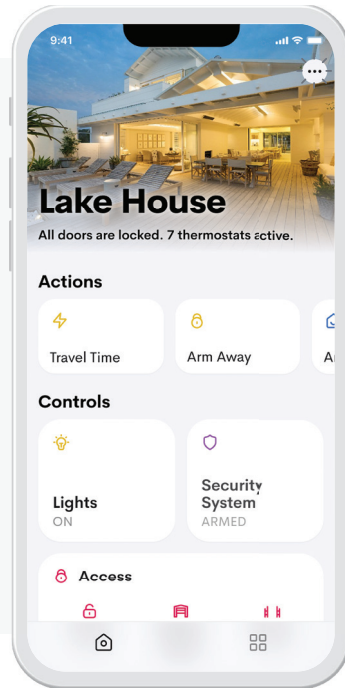 9:41
Lake House
All doors are locked. 7 thermostats active.
Actions
Travel Time
Arm Away
A
Controls
Lights
ON
Security
System
ARMED
Access